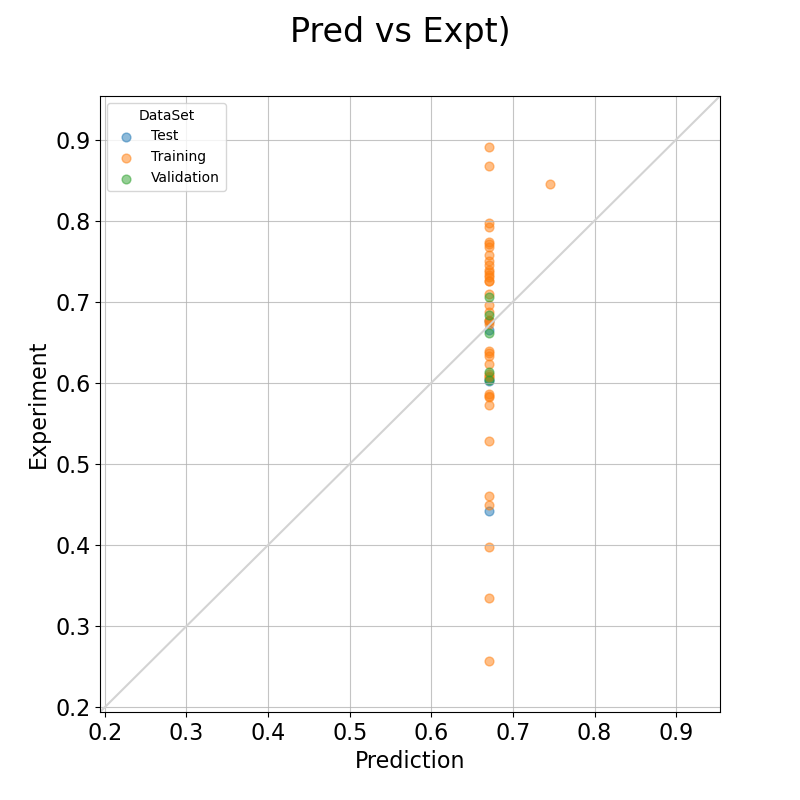 Pred vs Expt)
DataSet
Test
Training
Validation
0.9
0.8
0.7
0.6
0.5
0.4
0.3
0.2
Experiment
0.2 0.3 0.4 0.5 0.6 0.7 0.8 0.9
Prediction